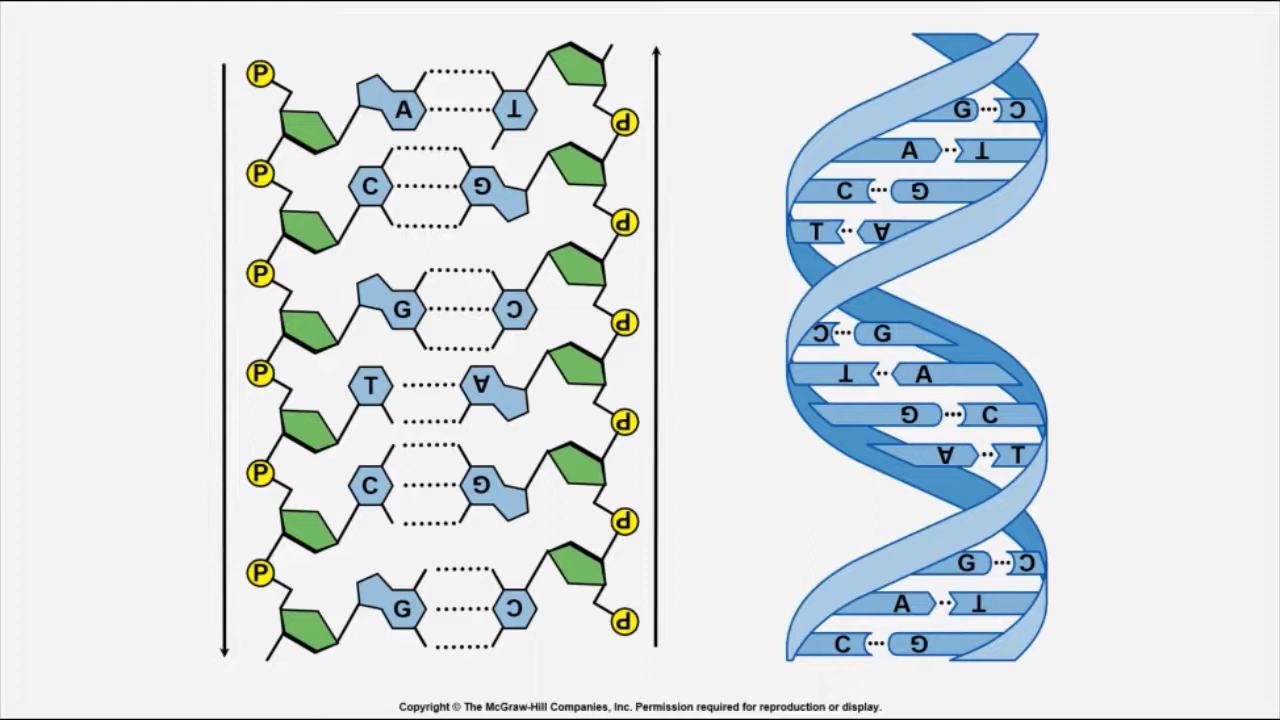 P
A T
P
P
C G
P
P
G C
P
P
T A
P
P
C G
P
P
G C
P
G C
A T
C G
T A
C G
T A
G C
A T
G C
A T
C G
Copyright © The McGraw-Hill Companies, Inc. Permission required for reproduction or display.